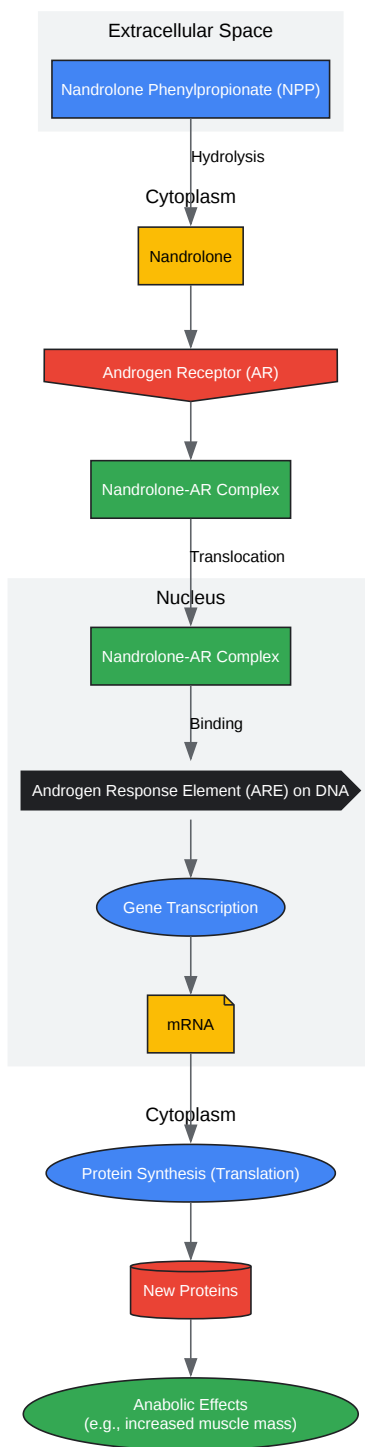 Extracellular Space
Nandrolone Phenylpropionate (NPP)
Hydrolysis
Cytoplasm
Nandrolone
Androgen Receptor (AR)
Nandrolone-AR Complex
Translocation
Nucleus
Nandrolone-AR Complex
Binding
Androgen Response Element (ARE) on DNA
Gene Transcription
mRNA
Cytoplasm
Protein Synthesis (Translation)
New Proteins
Anabolic Effects
(e.g., increased muscle mass)